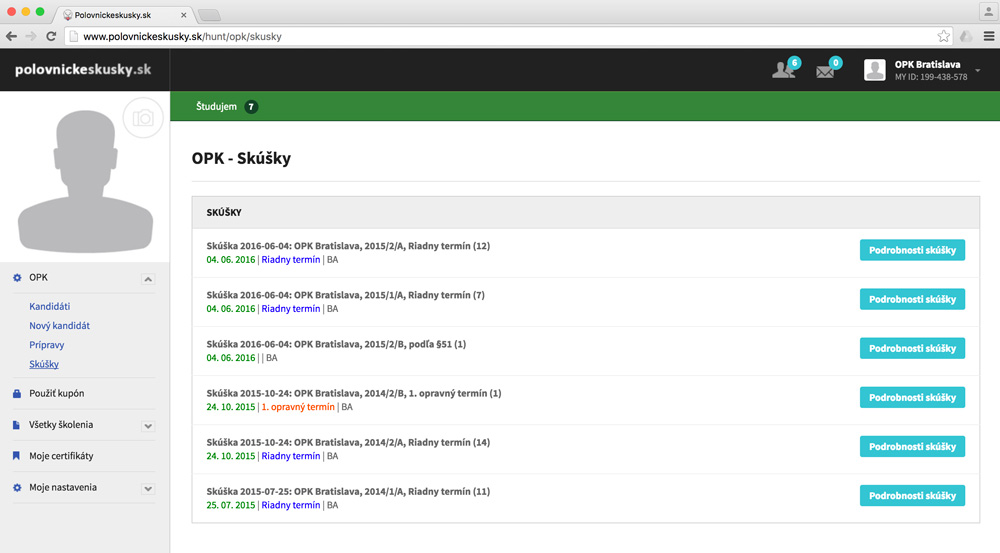 Polovnickeskusky.sk
www.polovnickeskusky.sk/hunt/opk/skusky
polovnickeskusky.sk
6
0
OPK Bratislava
MY ID: 199-438-578
Študujem 7
OPK - Skúšky
SKÚŠKY
Skúška 2016-06-04: OPK Bratislava, 2015/2/A, Riadny termín (12)
04. 06. 2016 | Riadny termín | BA
Podrobnosti skúšky
Skúška 2016-06-04: OPK Bratislava, 2015/1/A, Riadny termín (7)
04. 06. 2016 | Riadny termín | BA
Podrobnosti skúšky
Skúška 2016-06-04: OPK Bratislava, 2015/2/B, podľa §51 (1)
04. 06. 2016 | | BA
Podrobnosti skúšky
Skúška 2015-10-24: OPK Bratislava, 2014/2/B, 1. opravný termín (1)
24. 10. 2015 | 1. opravný termín | BA
Podrobnosti skúšky
Skúška 2015-10-24: OPK Bratislava, 2014/2/A, Riadny termín (14)
24. 10. 2015 | Riadny termín | BA
Podrobnosti skúšky
Skúška 2015-07-25: OPK Bratislava, 2014/1/A, Riadny termín (11)
25. 07. 2015 | Riadny termín | BA
Podrobnosti skúšky
OPK
Kandidáti
Nový kandidát
Prípravy
Skúšky
Použiť kupón
Všetky školenia
Moje certifikáty
Moje nastavenia